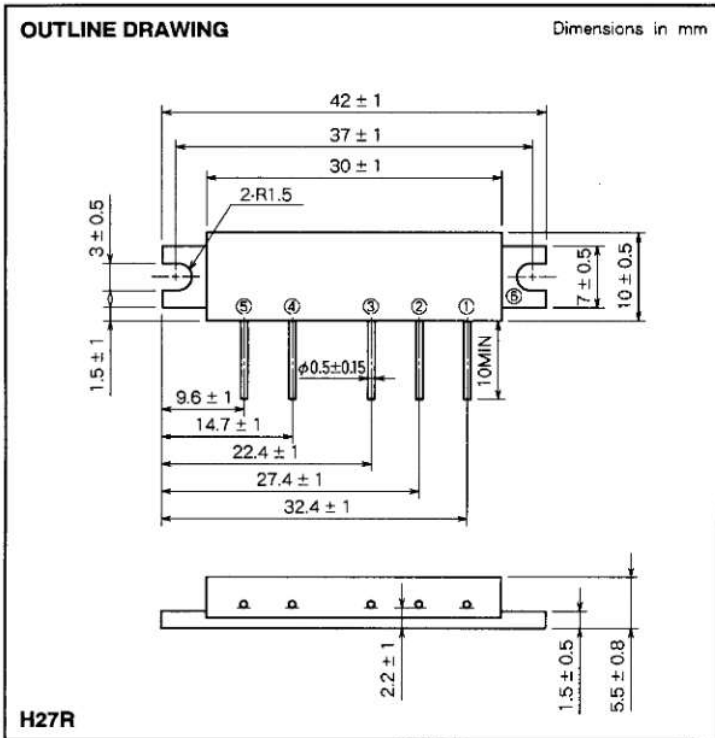 OUTLINE DRAWING
Dimensions in mm
42 ± 1
37 ± 1
30 ± 1
2-R1.5
3 ± 0.5
7 ± 0.5
10 ± 0.5
⑥
⑤ ④ ③ ② ①
1.5 ± 1
ϕ0.5±0.15
10MIN
9.6 ± 1
14.7 ± 1
22.4 ± 1
27.4 ± 1
32.4 ± 1
2.2 ± 1
1.5 ± 0.5
5.5 ± 0.8
H27R